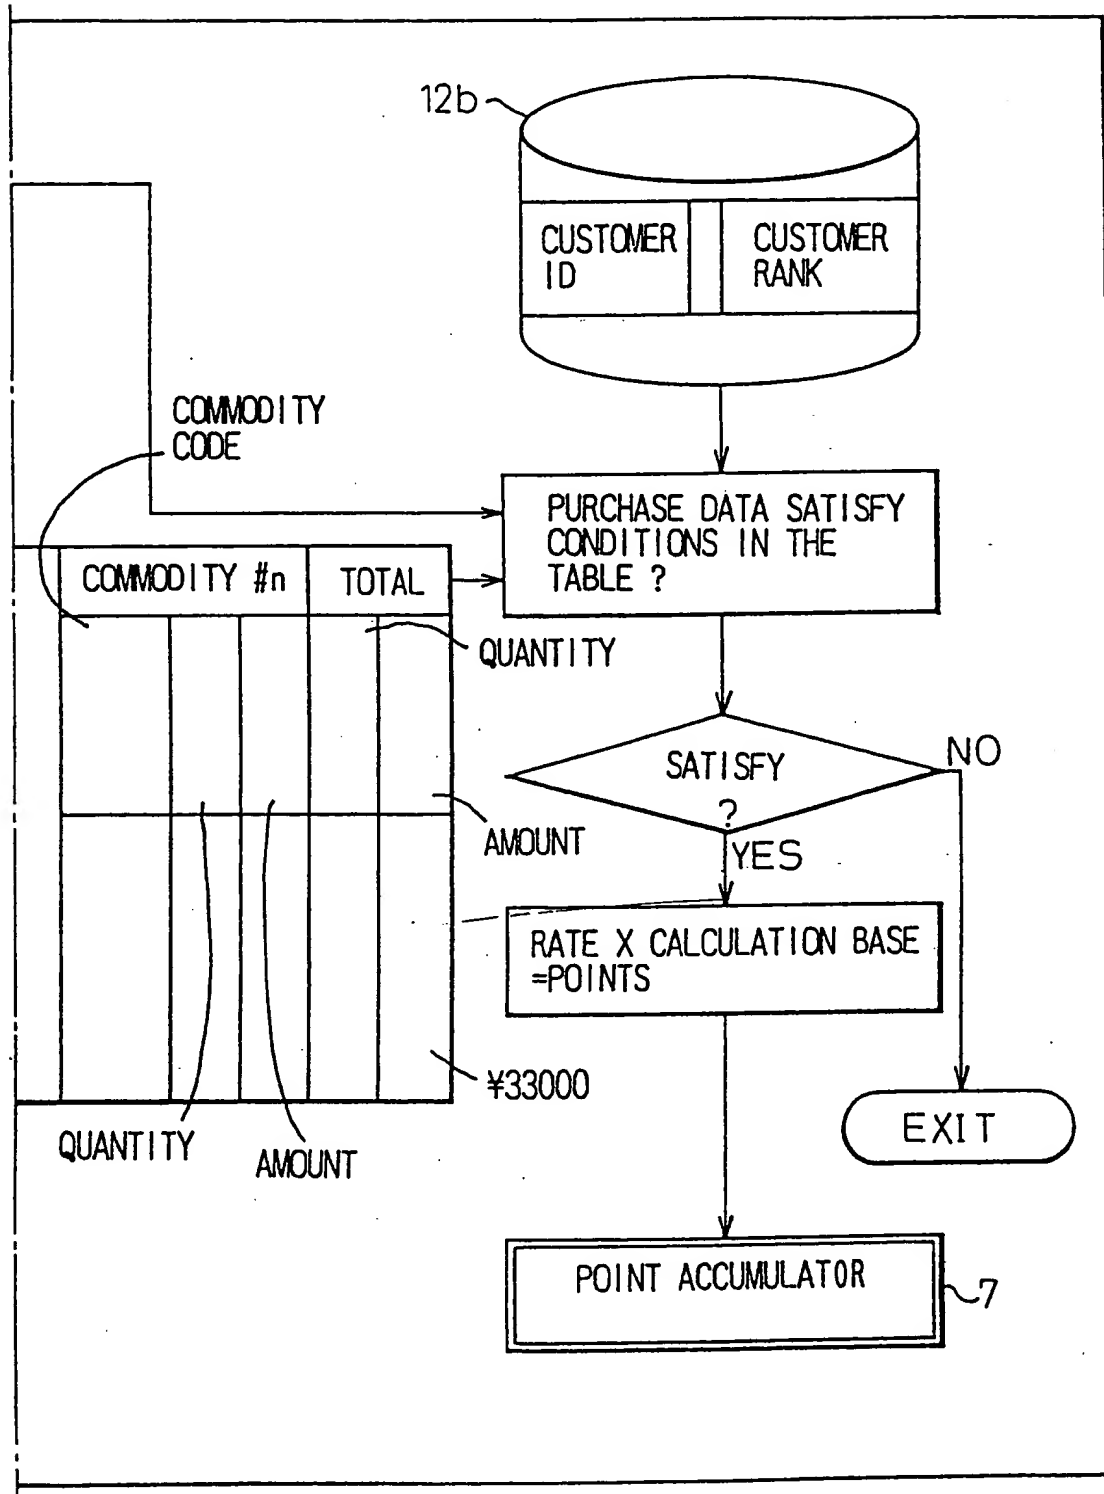 12b
CUSTOMER
ID
CUSTOMER
RANK
COMMODITY
CODE
PURCHASE DATA SATISFY
CONDITIONS IN THE
TABLE ?
COMMODITY #n
TOTAL
QUANTITY
SATISFY
?
NO
AMOUNT
YES
RATE X CALCULATION BASE
=POINTS
¥33000
EXIT
QUANTITY
AMOUNT
POINT ACCUMULATOR
7